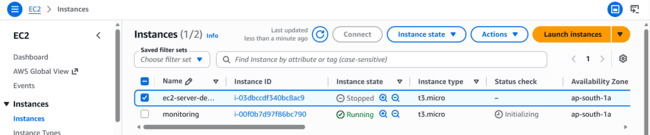 EC2 > Instances
EC2
Dashboard
AWS Global View
Events
Instances
Instances
Instance Types
Instances (1/2) Info
Last updated
less than a minute ago
Connect
Instance state
Actions
Launch instances
Saved filter sets
Choose filter set
Find Instance by attribute or tag (case-sensitive)
1
Name Instance ID Instance state Instance type Status check Availability Zone
ec2-server-de... i-03dbccdf340bc8ac9 Stopped t3.micro – ap-south-1a
monitoring i-00f0b7d97f86bc790 Running t3.micro Initializing ap-south-1a